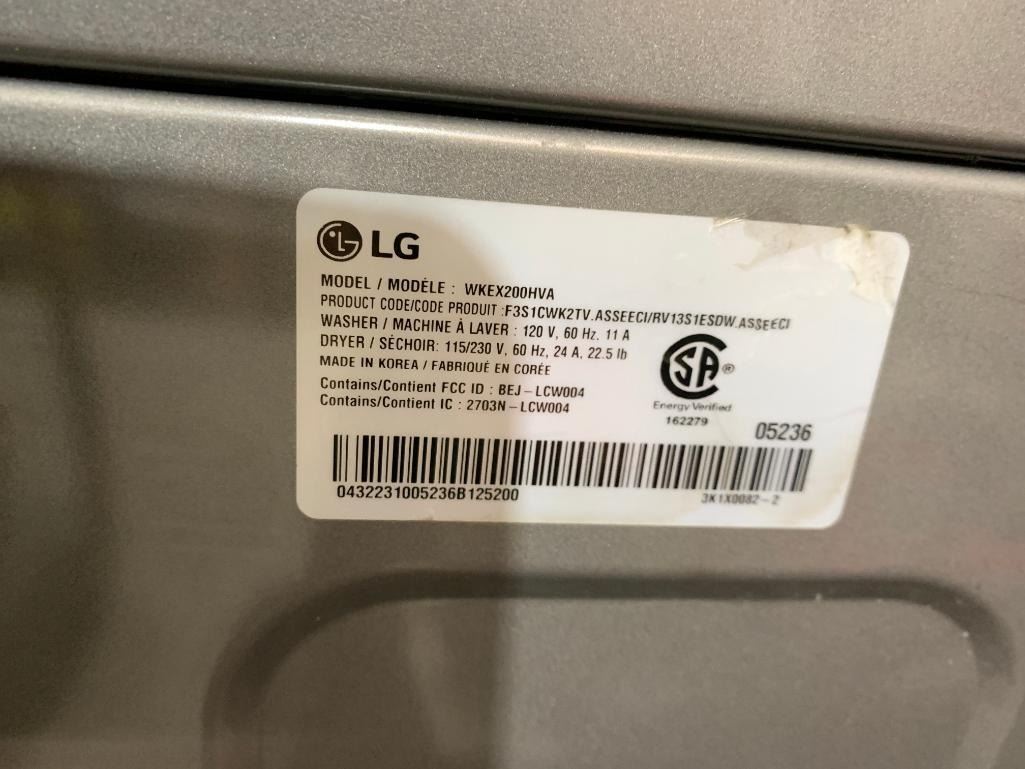 LG
MODEL / MODÈLE : WKEX200HVA
PRODUCT CODE/CODE PRODUIT :F3S1CWK2TV.ASSEECI/RV13S1ESDW.ASSEECI
WASHER / MACHINE À LAVER : 120 V, 60 Hz. 11 A
DRYER / SÉCHOIR: 115/230 V, 60 Hz, 24 A, 22.5 lb
MADE IN KOREA / FABRIQUÉ EN CORÉE
Contains/Contient FCC ID : BEJ-LCW004
Contains/Contient IC : 2703N-LCW004
SA ®
Energy Verified
162279
05236
0432231005236B125200
3K1X0082-2